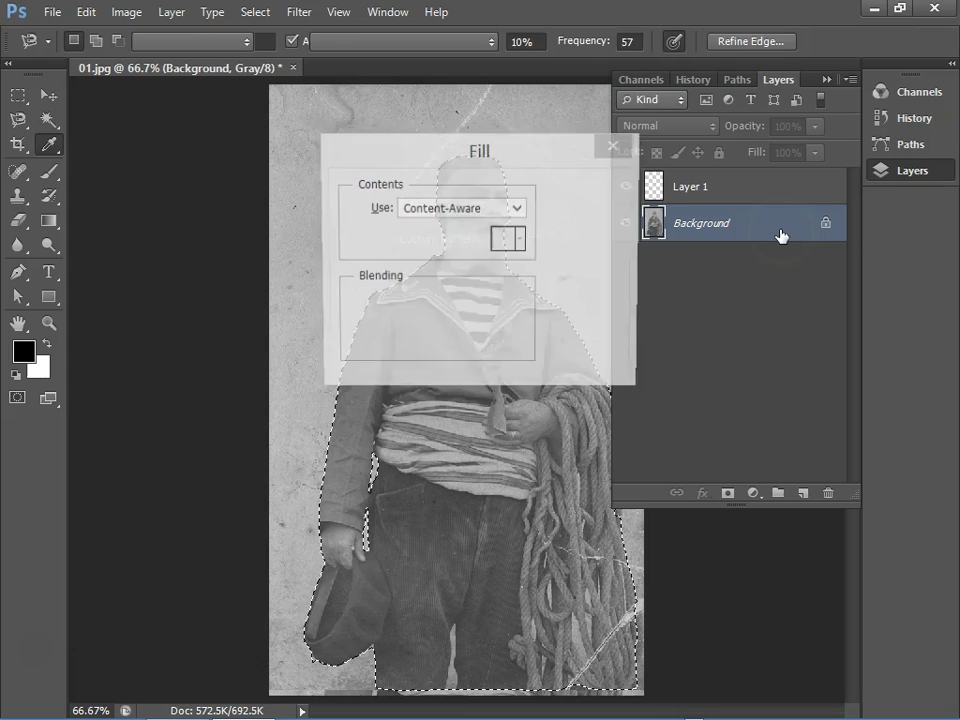 Ps File Edit Image Layer Type Select Filter View Window Help
A 10% Frequency: 57 Refine Edge...
01.jpg @ 66.7% (Background, Gray/8) * ×
Channels History Paths Layers
Kind
Normal Opacity: 100%
Fill: 100%
Layer 1
Background
Channels
History
Paths
Layers
Fill
Contents
Use: Content-Aware
Blending
66.67% Doc: 572.5K/692.5K